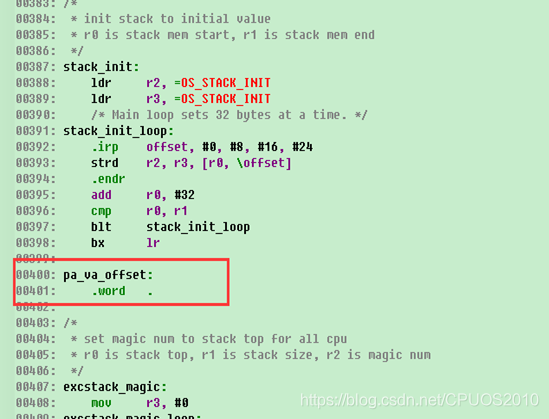 00383: /*
00384:  * init stack to initial value
00385:  * r0 is stack mem start, r1 is stack mem end
00386:  */
00387: stack_init:
00388:     ldr     r2, =OS_STACK_INIT
00389:     ldr     r3, =OS_STACK_INIT
00390:     /* Main loop sets 32 bytes at a time. */
00391: stack_init_loop:
00392:     .irp    offset, #0, #8, #16, #24
00393:     strd    r2, r3, [r0, \offset]
00394:     .endr
00395:     add     r0, #32
00396:     cmp     r0, r1
00397:     blt     stack_init_loop
00398:     bx      lr
00399:
00400: pa_va_offset:
00401:     .word   .
00402:
00403: /*
00404:  * set magic num to stack top for all cpu
00405:  * r0 is stack top, r1 is stack size, r2 is magic num
00406:  */
00407: excstack_magic:
00408:     mov     r3, #0
00409: excstack_magic_loop:
https://blog.csdn.net/CPUOS2010